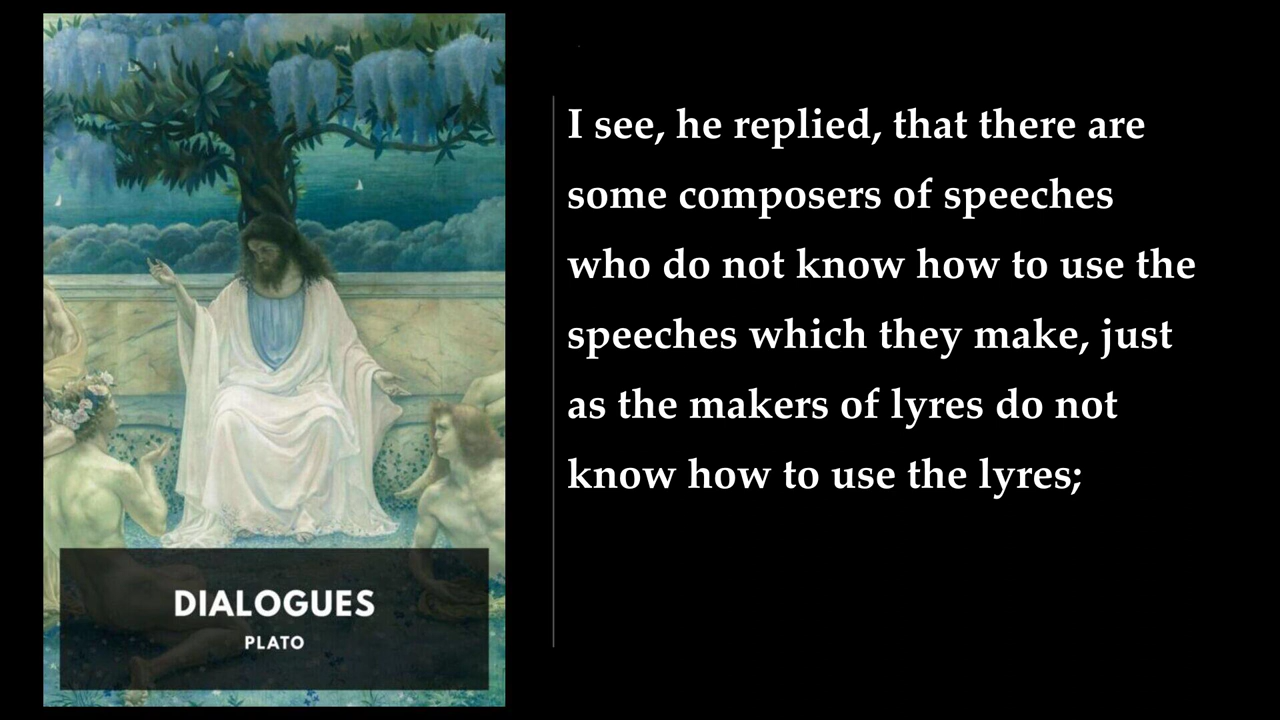 DIALOGUES
PLATO
I see, he replied, that there are
some composers of speeches
who do not know how to use the
speeches which they make, just
as the makers of lyres do not
know how to use the lyres;